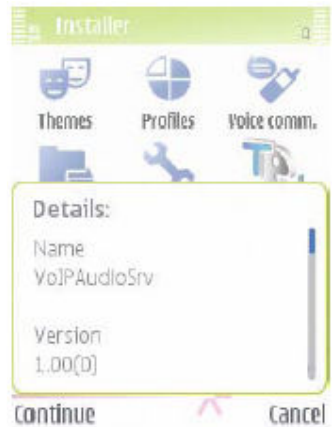 Installer
Themes Profiles Voice comm.
Details:
Name
VoIPAudioSrv
Version
1.00(0)
Continue Cancel